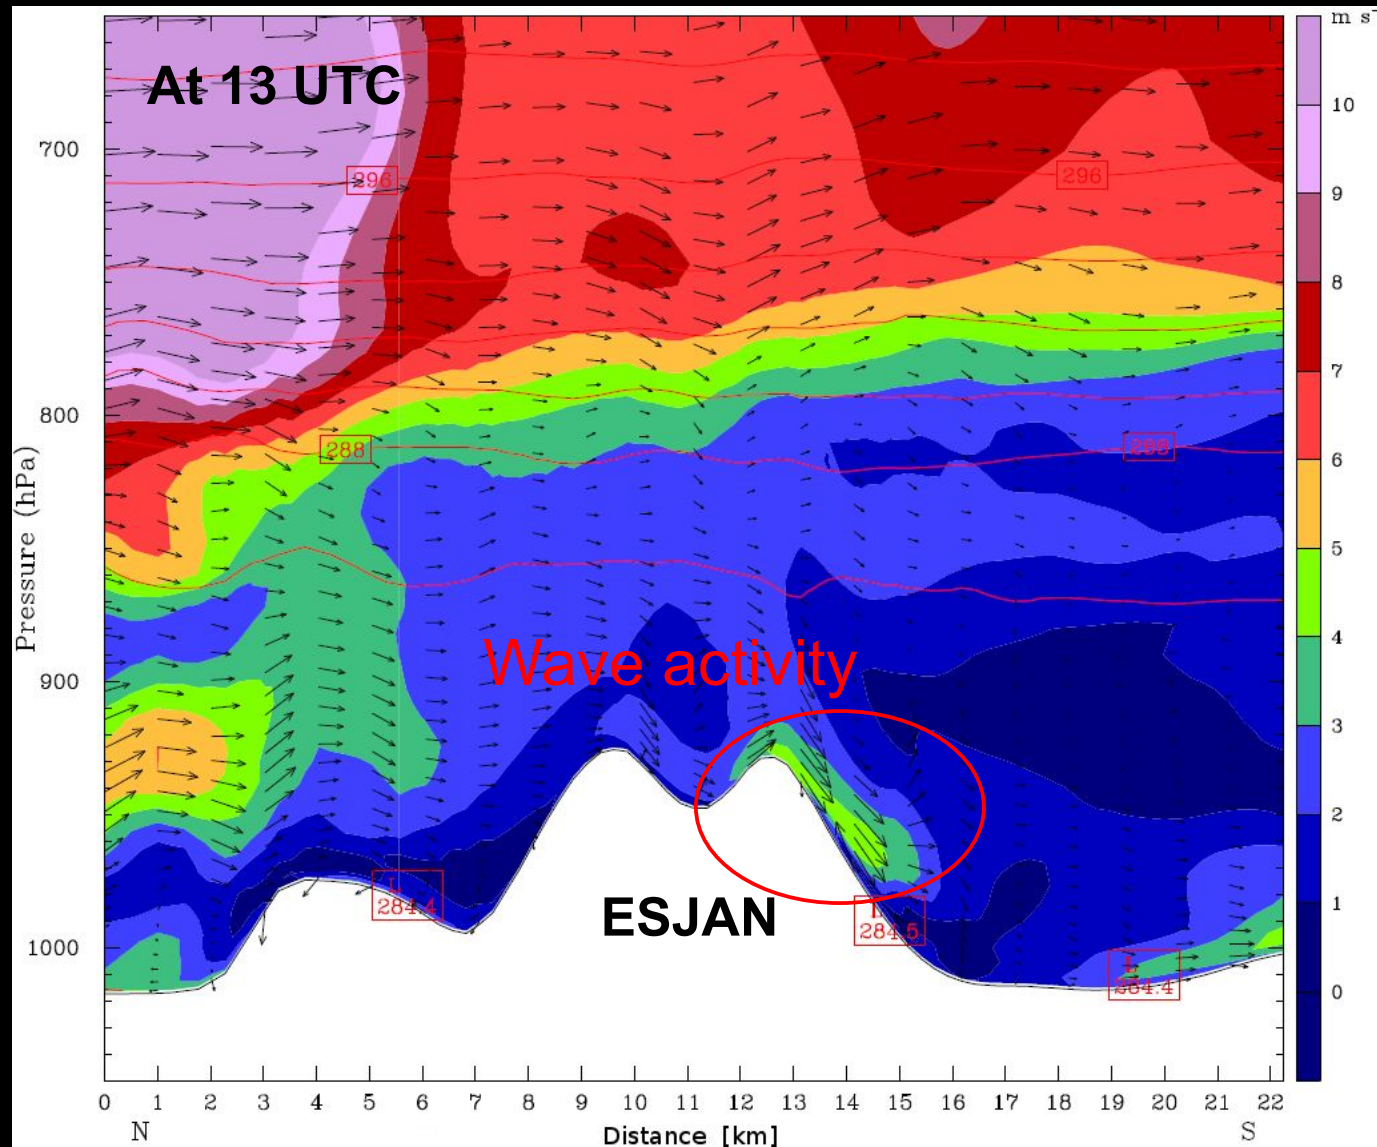 m s⁻
At 13 UTC
10
700
296
296
9
8
7
800
288
288
6
5
Pressure (hPa)
4
Wave activity
900
3
2
L
284.4
ESJAN
284.5
1
1000
L
284.4
0
0 1 2 3 4 5 6 7 8 9 10 11 12 13 14 15 16 17 18 19 20 21 22
N
Distance [km]
S